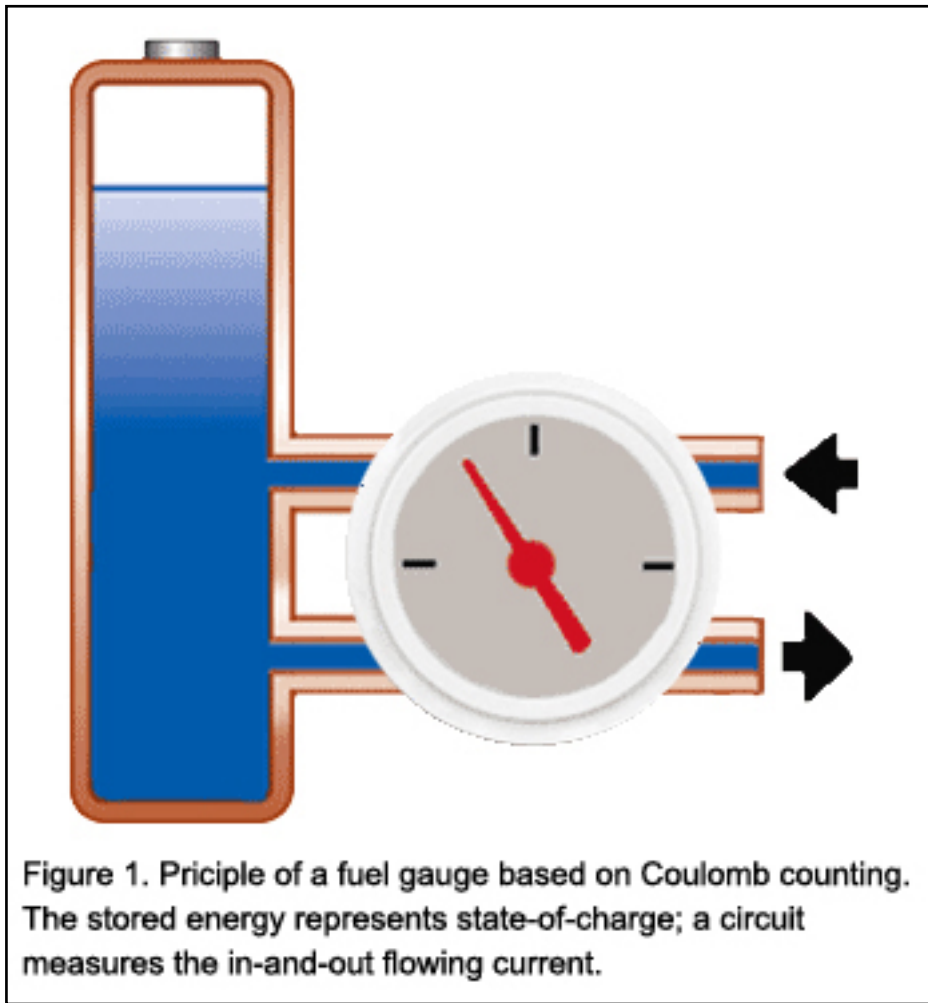 Figure 1. Priciple of a fuel gauge based on Coulomb counting.
The stored energy represents state-of-charge; a circuit
measures the in-and-out flowing current.